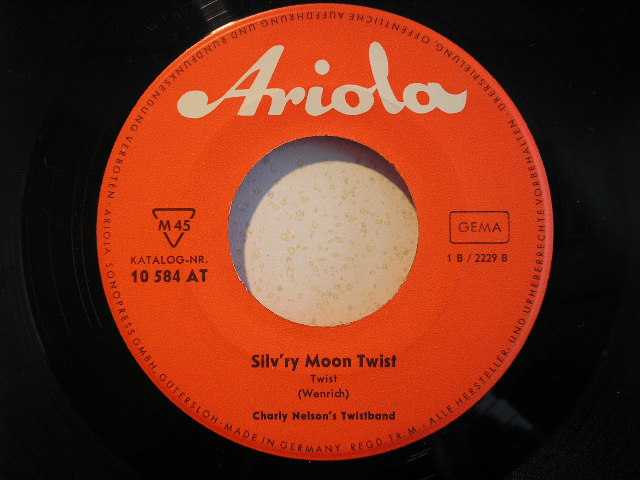 Ariola
M 45
KATALOG-NR.
10 584 AT
GEMA
1 B / 2229 B
Silv'ry Moon Twist
Twist
(Wenrich)
Charly Nelson's Twistband
ARIOLA SONOPRESS GMBH, GÜTERSLOH · MADE IN GERMANY REGD. TR. M. · ALLE HERSTELLER- UND URHEBERRECHTE VORBEHALTEN · ÜBERSPIELUNG, ÖFFENTLICHE AUFFÜHRUNG UND RUNDFUNKSENDUNG VERBOTEN